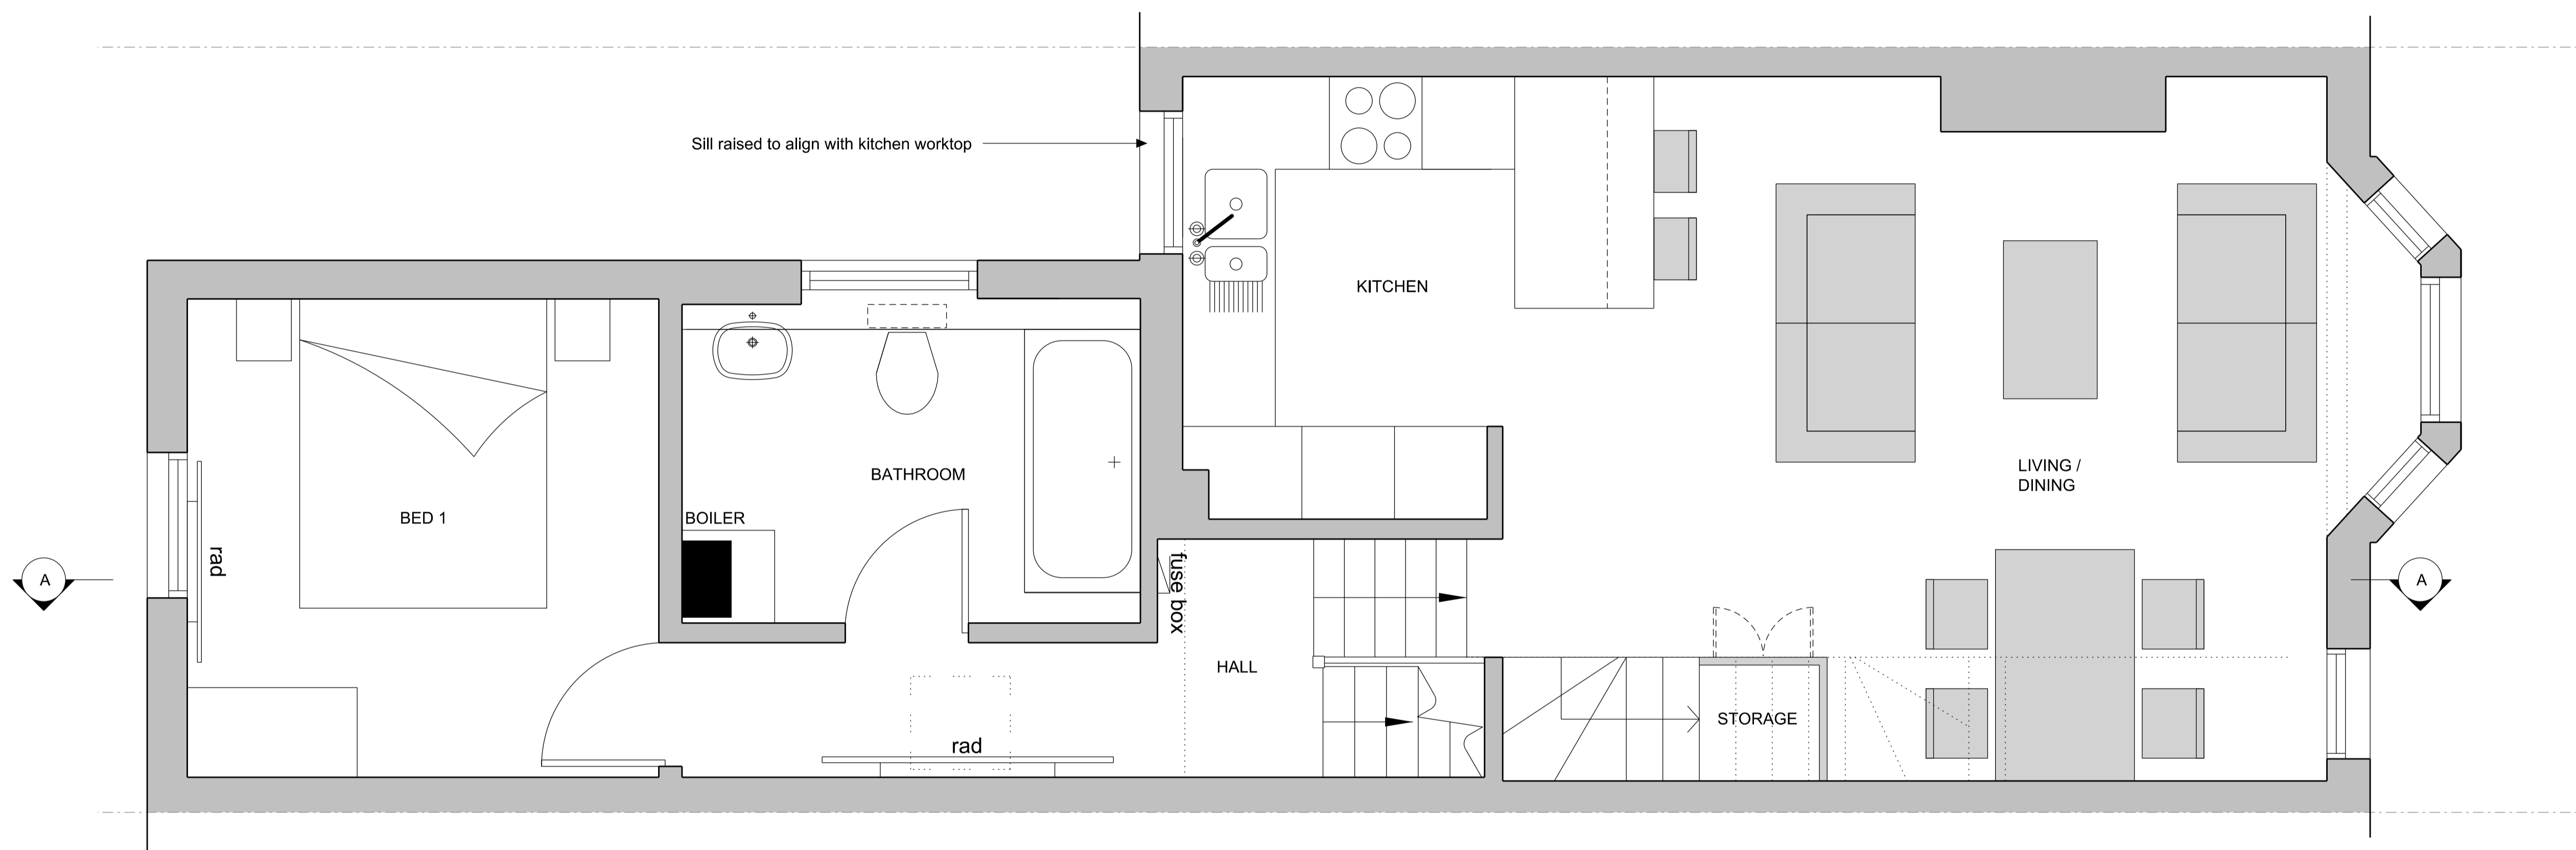 Sill raised to align with kitchen worktop
KITCHEN
LIVING /
DINING
BATHROOM
BED 1
BOILER
rad
fuse box
A
A
HALL
STORAGE
rad